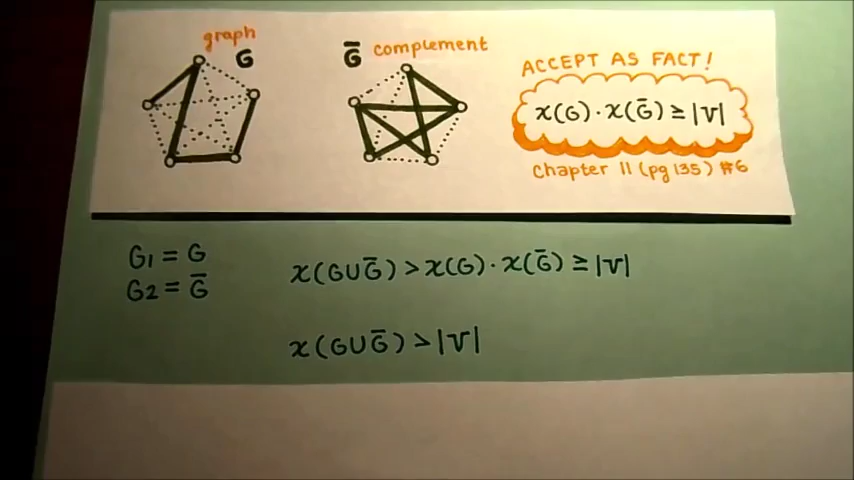 graph
G
G̅ complement
ACCEPT AS FACT!
χ(G)·χ(G̅) ≥ |V|
Chapter 11 (pg 135) #6
G1 = G
G2 = G̅
χ(G∪G̅) > χ(G)·χ(G̅) ≥ |V|
χ(G∪G̅) > |V|